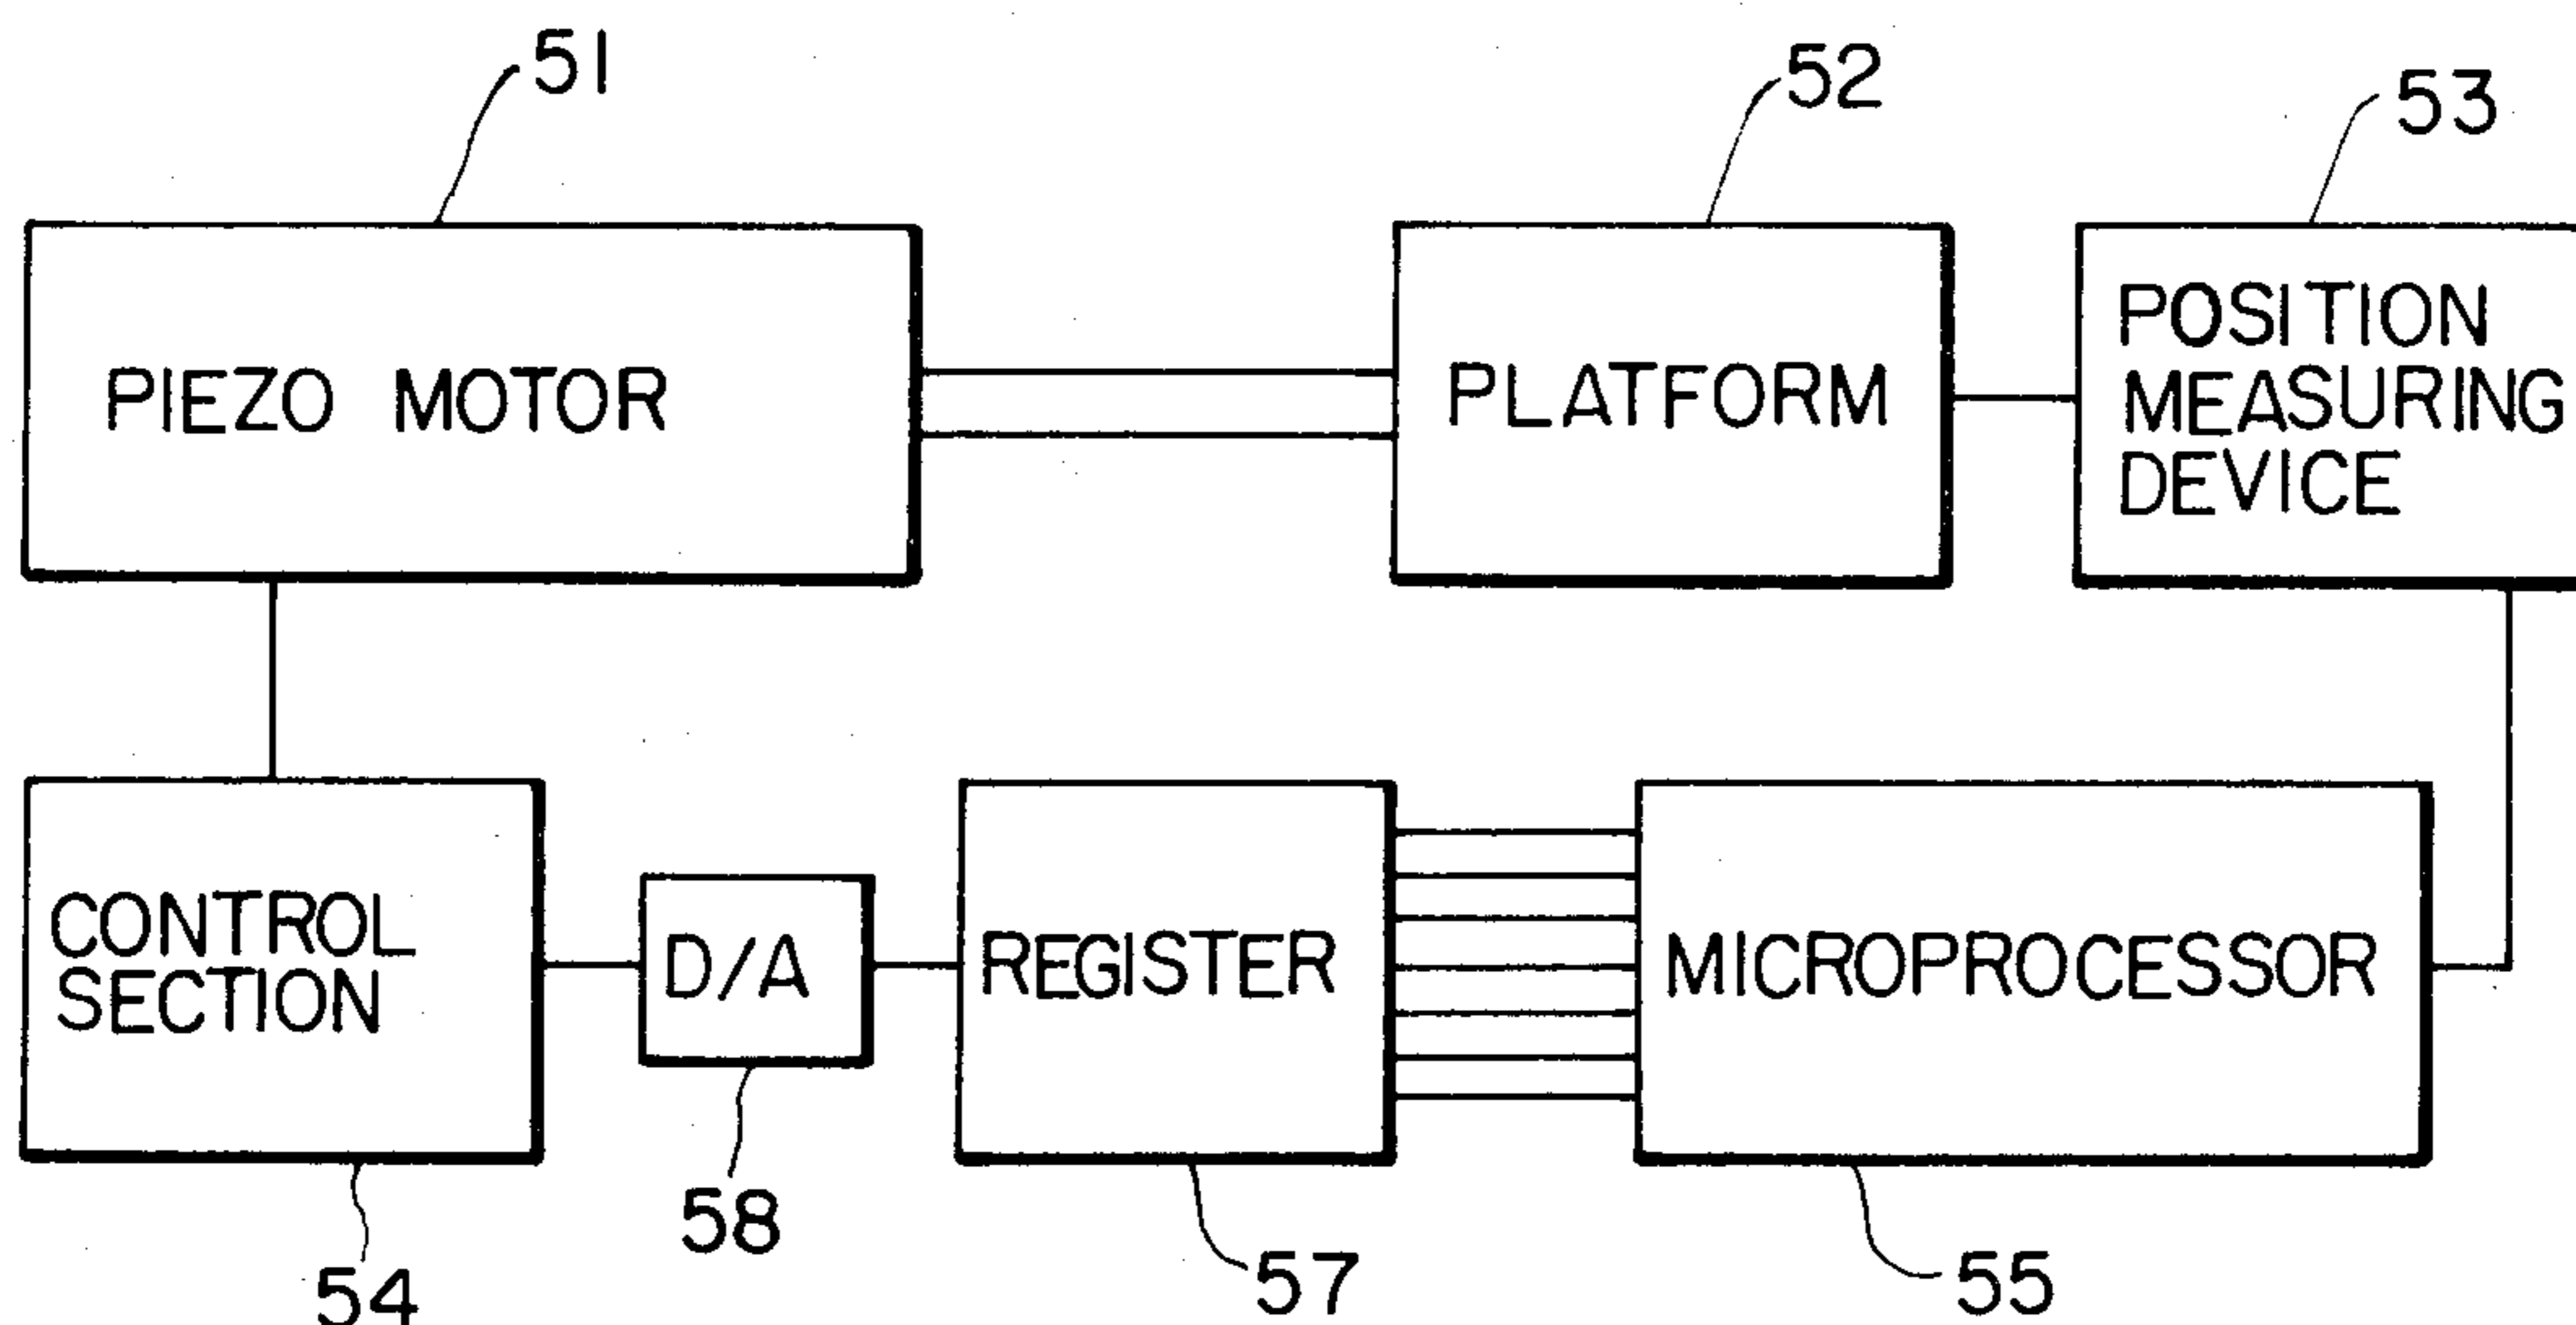 51
52
53
PIEZO MOTOR
PLATFORM
POSITION
MEASURING
DEVICE
CONTROL
SECTION
D/A
REGISTER
MICROPROCESSOR
58
54
57
55